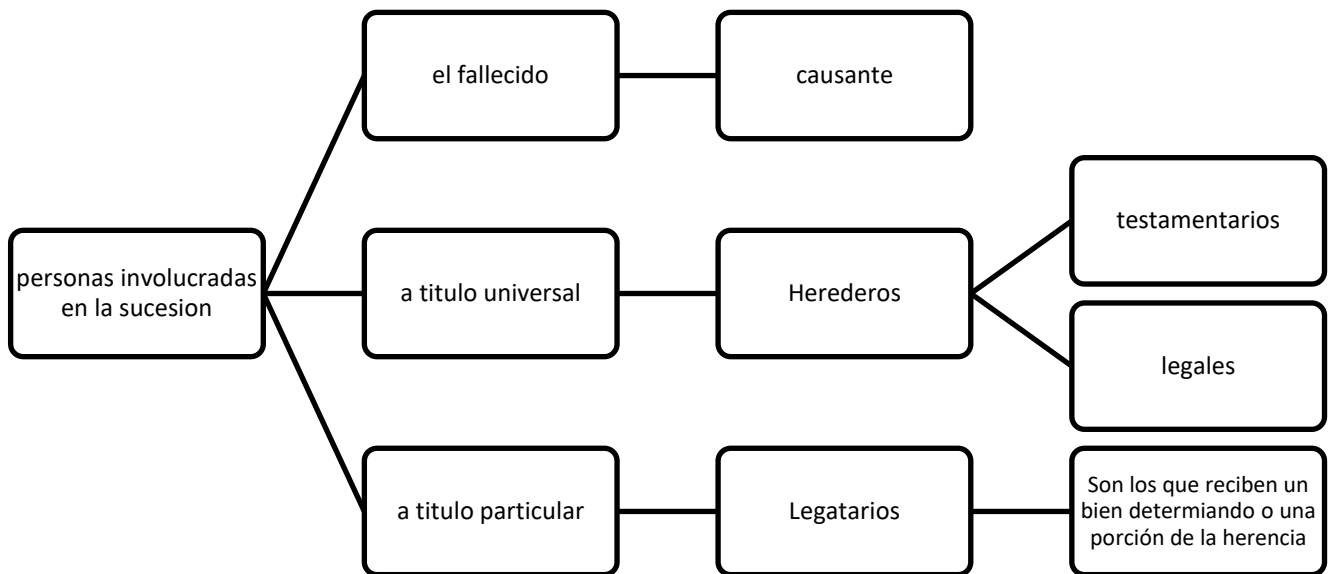 el fallecido
causante
testamentarios
personas involucradas
en la sucesion
a titulo universal
Herederos
legales
a titulo particular
Legatarios
Son los que reciben un
bien determiando o una
porción de la herencia